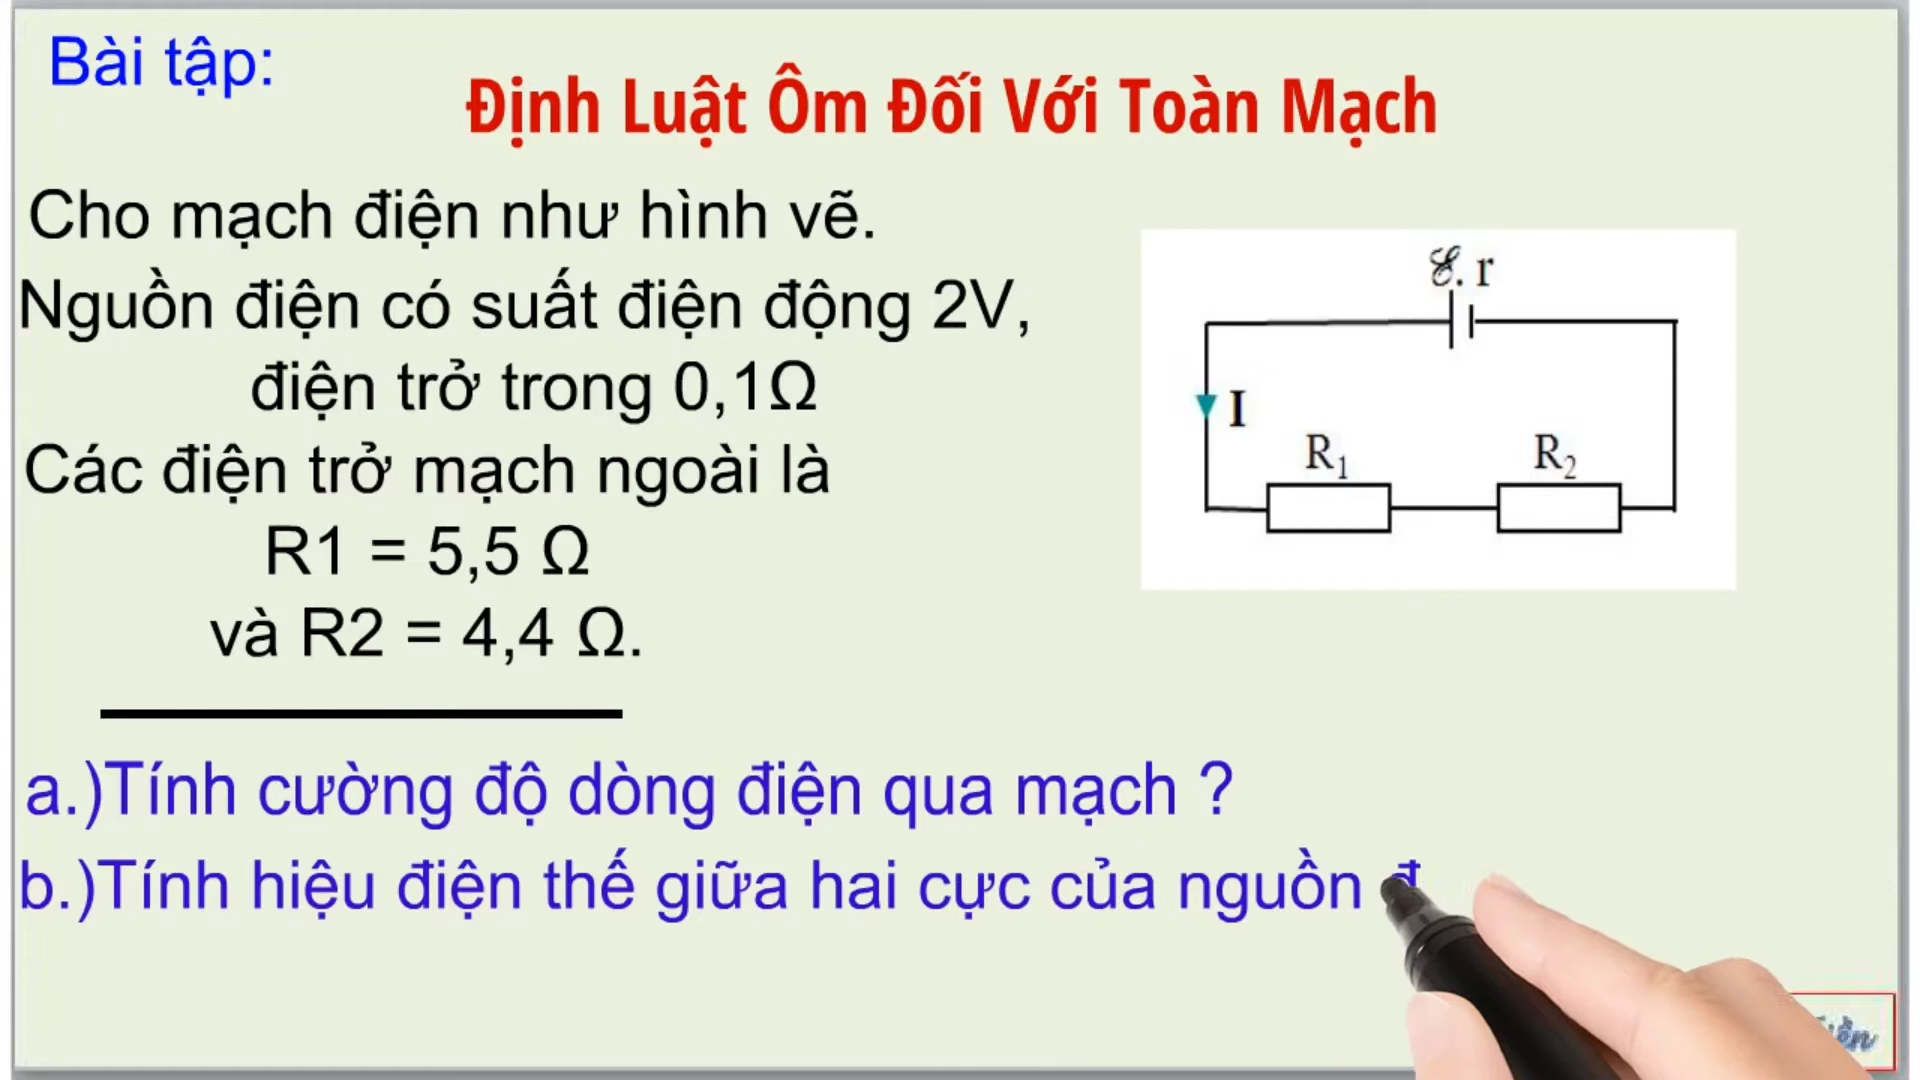 Bài tập:
Định Luật Ôm Đối Với Toàn Mạch
Cho mạch điện như hình vẽ.
Nguồn điện có suất điện động 2V,
điện trở trong 0,1Ω
Các điện trở mạch ngoài là
R1 = 5,5 Ω
và R2 = 4,4 Ω.
ℰ. r
I
R₁
R₂
a.)Tính cường độ dòng điện qua mạch ?
b.)Tính hiệu điện thế giữa hai cực của nguồn